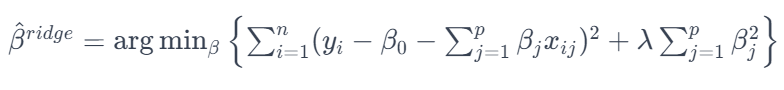 β̂^{ridge} = arg min_β {∑_{i=1}^{n}(y_i − β_0 − ∑_{j=1}^{p} β_j x_{ij})^2 + λ ∑_{j=1}^{p} β_j^2}